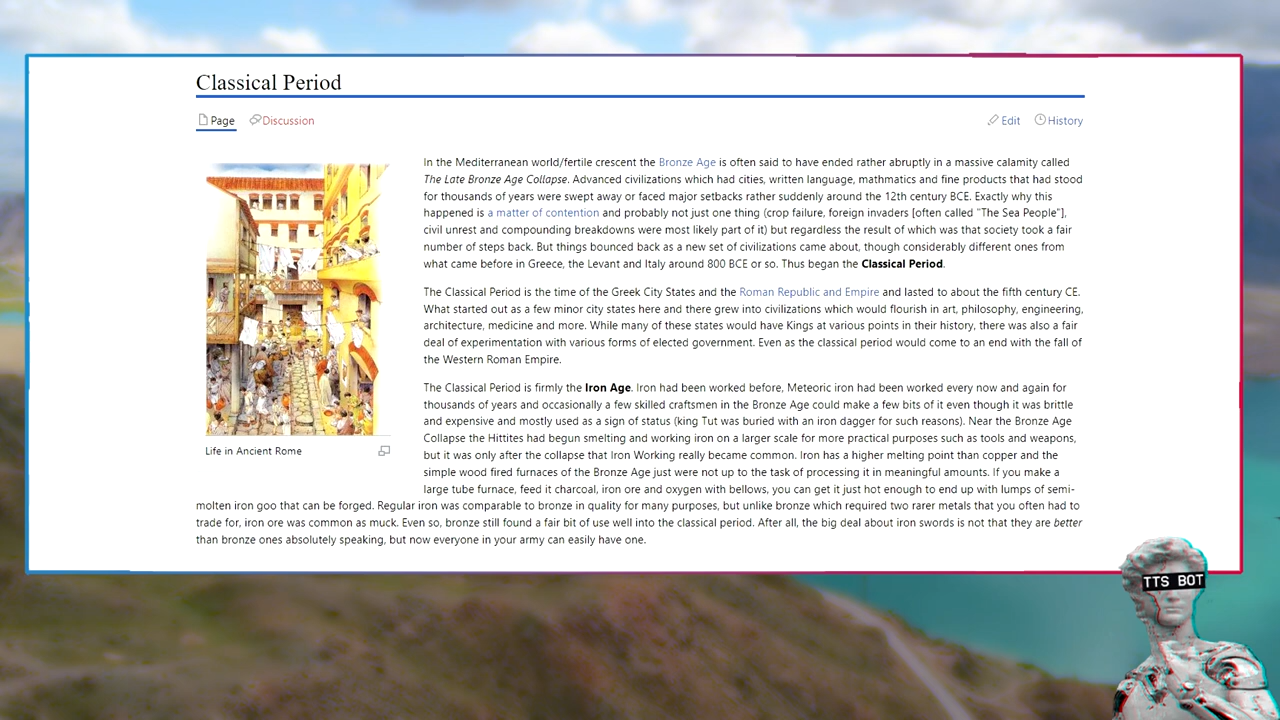 Classical Period
Page
Discussion
Edit
History
In the Mediterranean world/fertile crescent the Bronze Age is often said to have ended rather abruptly in a massive calamity called
The Late Bronze Age Collapse. Advanced civilizations which had cities, written language, mathmatics and fine products that had stood
for thousands of years were swept away or faced major setbacks rather suddenly around the 12th century BCE. Exactly why this
happened is a matter of contention and probably not just one thing (crop failure, foreign invaders [often called "The Sea People"],
civil unrest and compounding breakdowns were most likely part of it) but regardless the result of which was that society took a fair
number of steps back. But things bounced back as a new set of civilizations came about, though considerably different ones from
what came before in Greece, the Levant and Italy around 800 BCE or so. Thus began the Classical Period.
The Classical Period is the time of the Greek City States and the Roman Republic and Empire and lasted to about the fifth century CE.
What started out as a few minor city states here and there grew into civilizations which would flourish in art, philosophy, engineering,
architecture, medicine and more. While many of these states would have Kings at various points in their history, there was also a fair
deal of experimentation with various forms of elected government. Even as the classical period would come to an end with the fall of
the Western Roman Empire.
The Classical Period is firmly the Iron Age. Iron had been worked before, Meteoric iron had been worked every now and again for
thousands of years and occasionally a few skilled craftsmen in the Bronze Age could make a few bits of it even though it was brittle
and expensive and mostly used as a sign of status (king Tut was buried with an iron dagger for such reasons). Near the Bronze Age
Collapse the Hittites had begun smelting and working iron on a larger scale for more practical purposes such as tools and weapons,
but it was only after the collapse that Iron Working really became common. Iron has a higher melting point than copper and the
simple wood fired furnaces of the Bronze Age just were not up to the task of processing it in meaningful amounts. If you make a
large tube furnace, feed it charcoal, iron ore and oxygen with bellows, you can get it just hot enough to end up with lumps of semi-
molten iron goo that can be forged. Regular iron was comparable to bronze in quality for many purposes, but unlike bronze which required two rarer metals that you often had to
trade for, iron ore was common as muck. Even so, bronze still found a fair bit of use well into the classical period. After all, the big deal about iron swords is not that they are better
than bronze ones absolutely speaking, but now everyone in your army can easily have one.
Life in Ancient Rome
TTS BOT